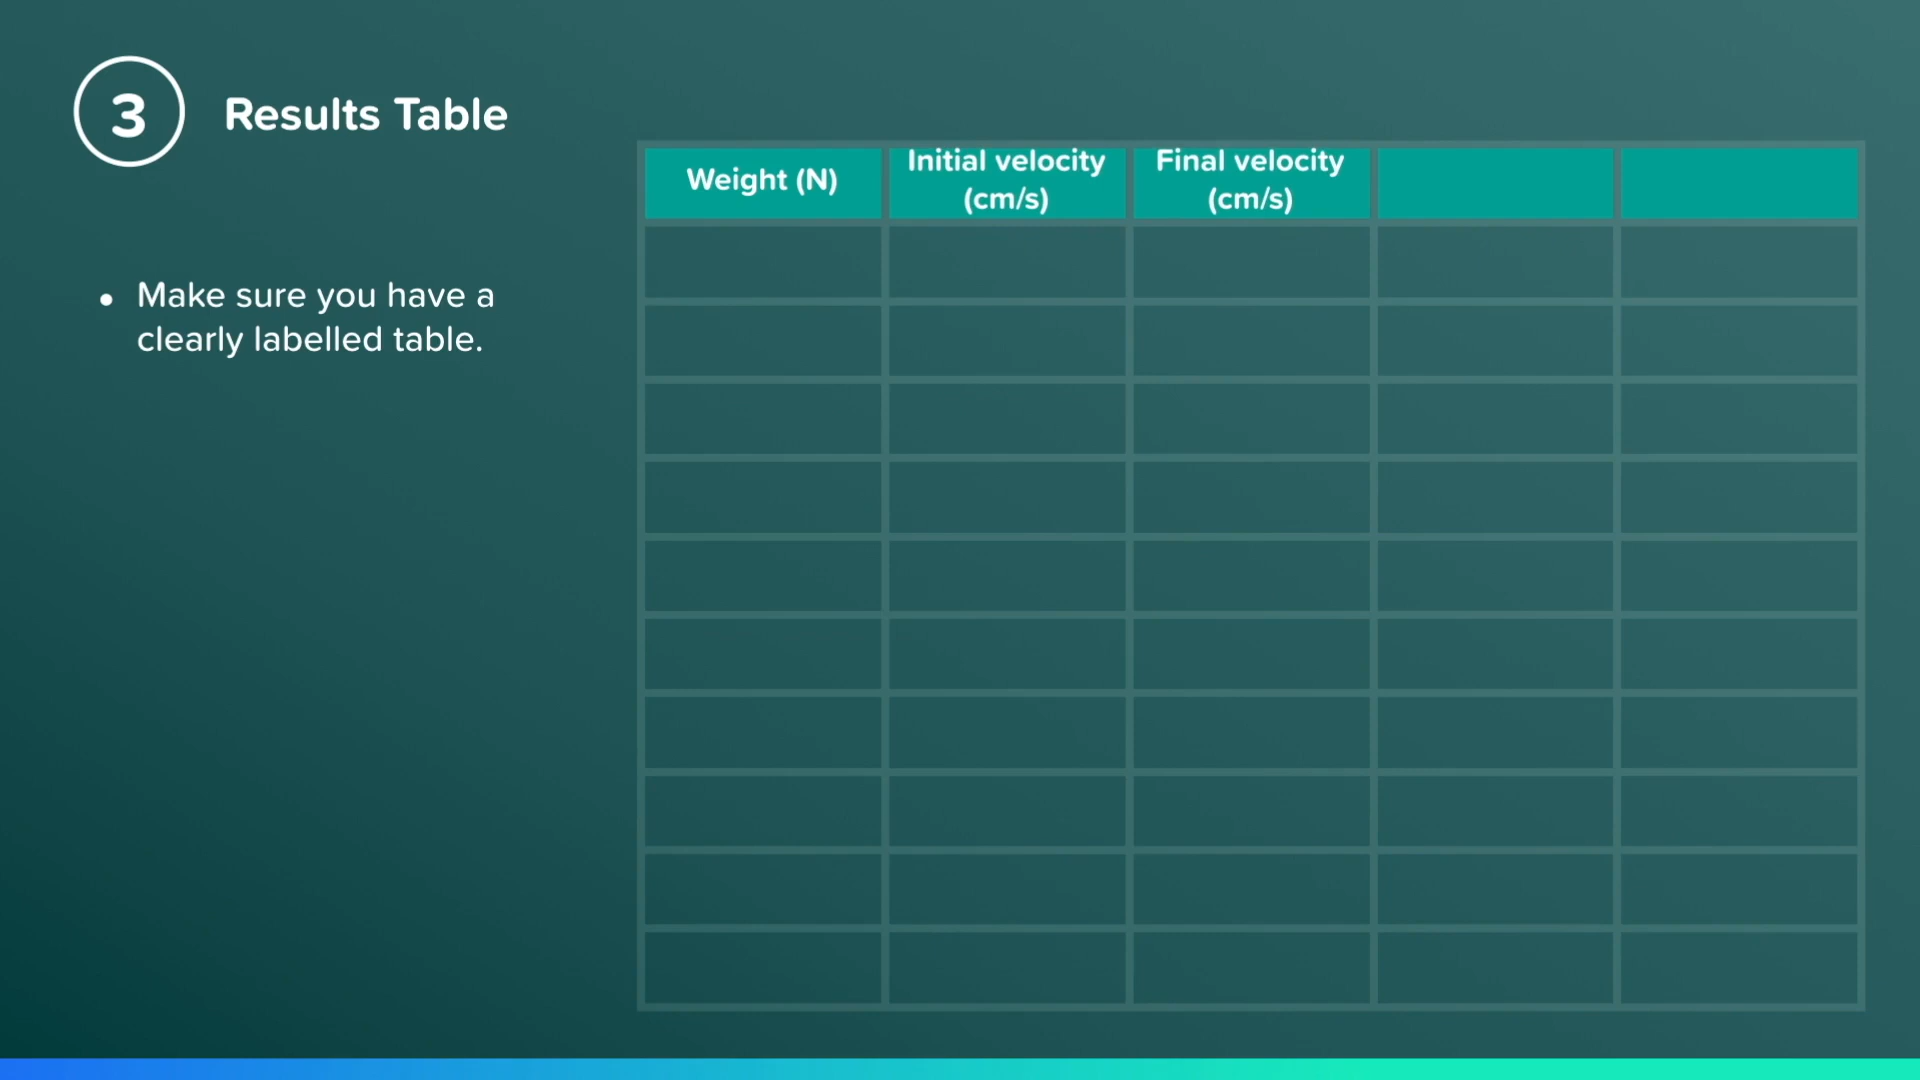 3
Results Table
• Make sure you have a
clearly labelled table.
Weight (N)
Initial velocity
(cm/s)
Final velocity
(cm/s)